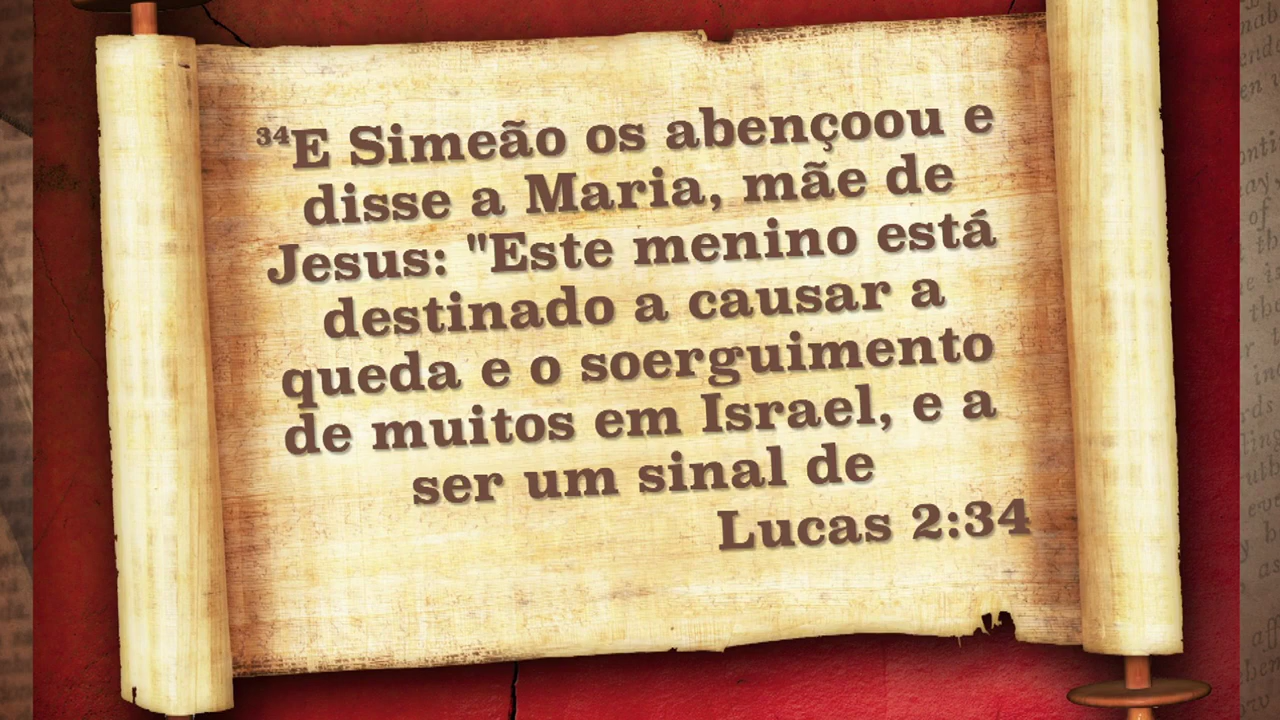 ³⁴E Simeão os abençoou e
disse a Maria, mãe de
Jesus: "Este menino está
destinado a causar a
queda e o soerguimento
de muitos em Israel, e a
ser um sinal de
Lucas 2:34